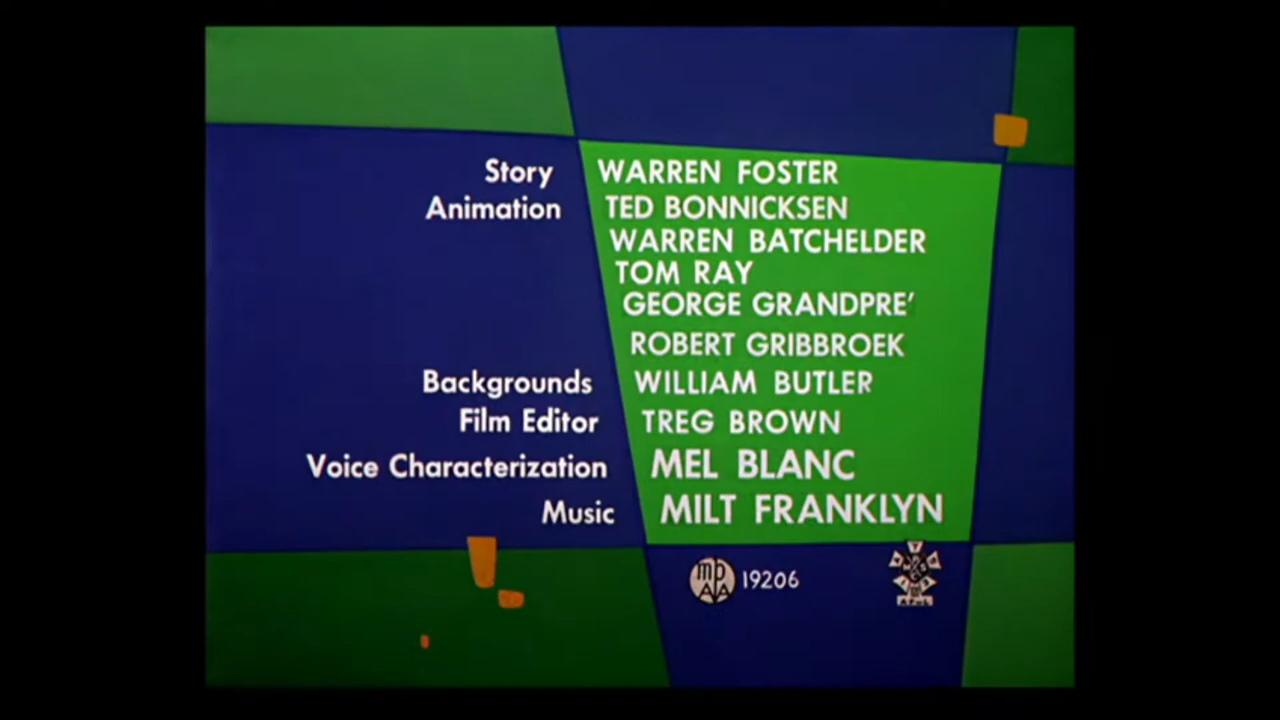 Story WARREN FOSTER
Animation TED BONNICKSEN
WARREN BATCHELDER
TOM RAY
GEORGE GRANDPRE'
ROBERT GRIBBROEK
Backgrounds WILLIAM BUTLER
Film Editor TREG BROWN
Voice Characterization MEL BLANC
Music MILT FRANKLYN
mpAA 19206